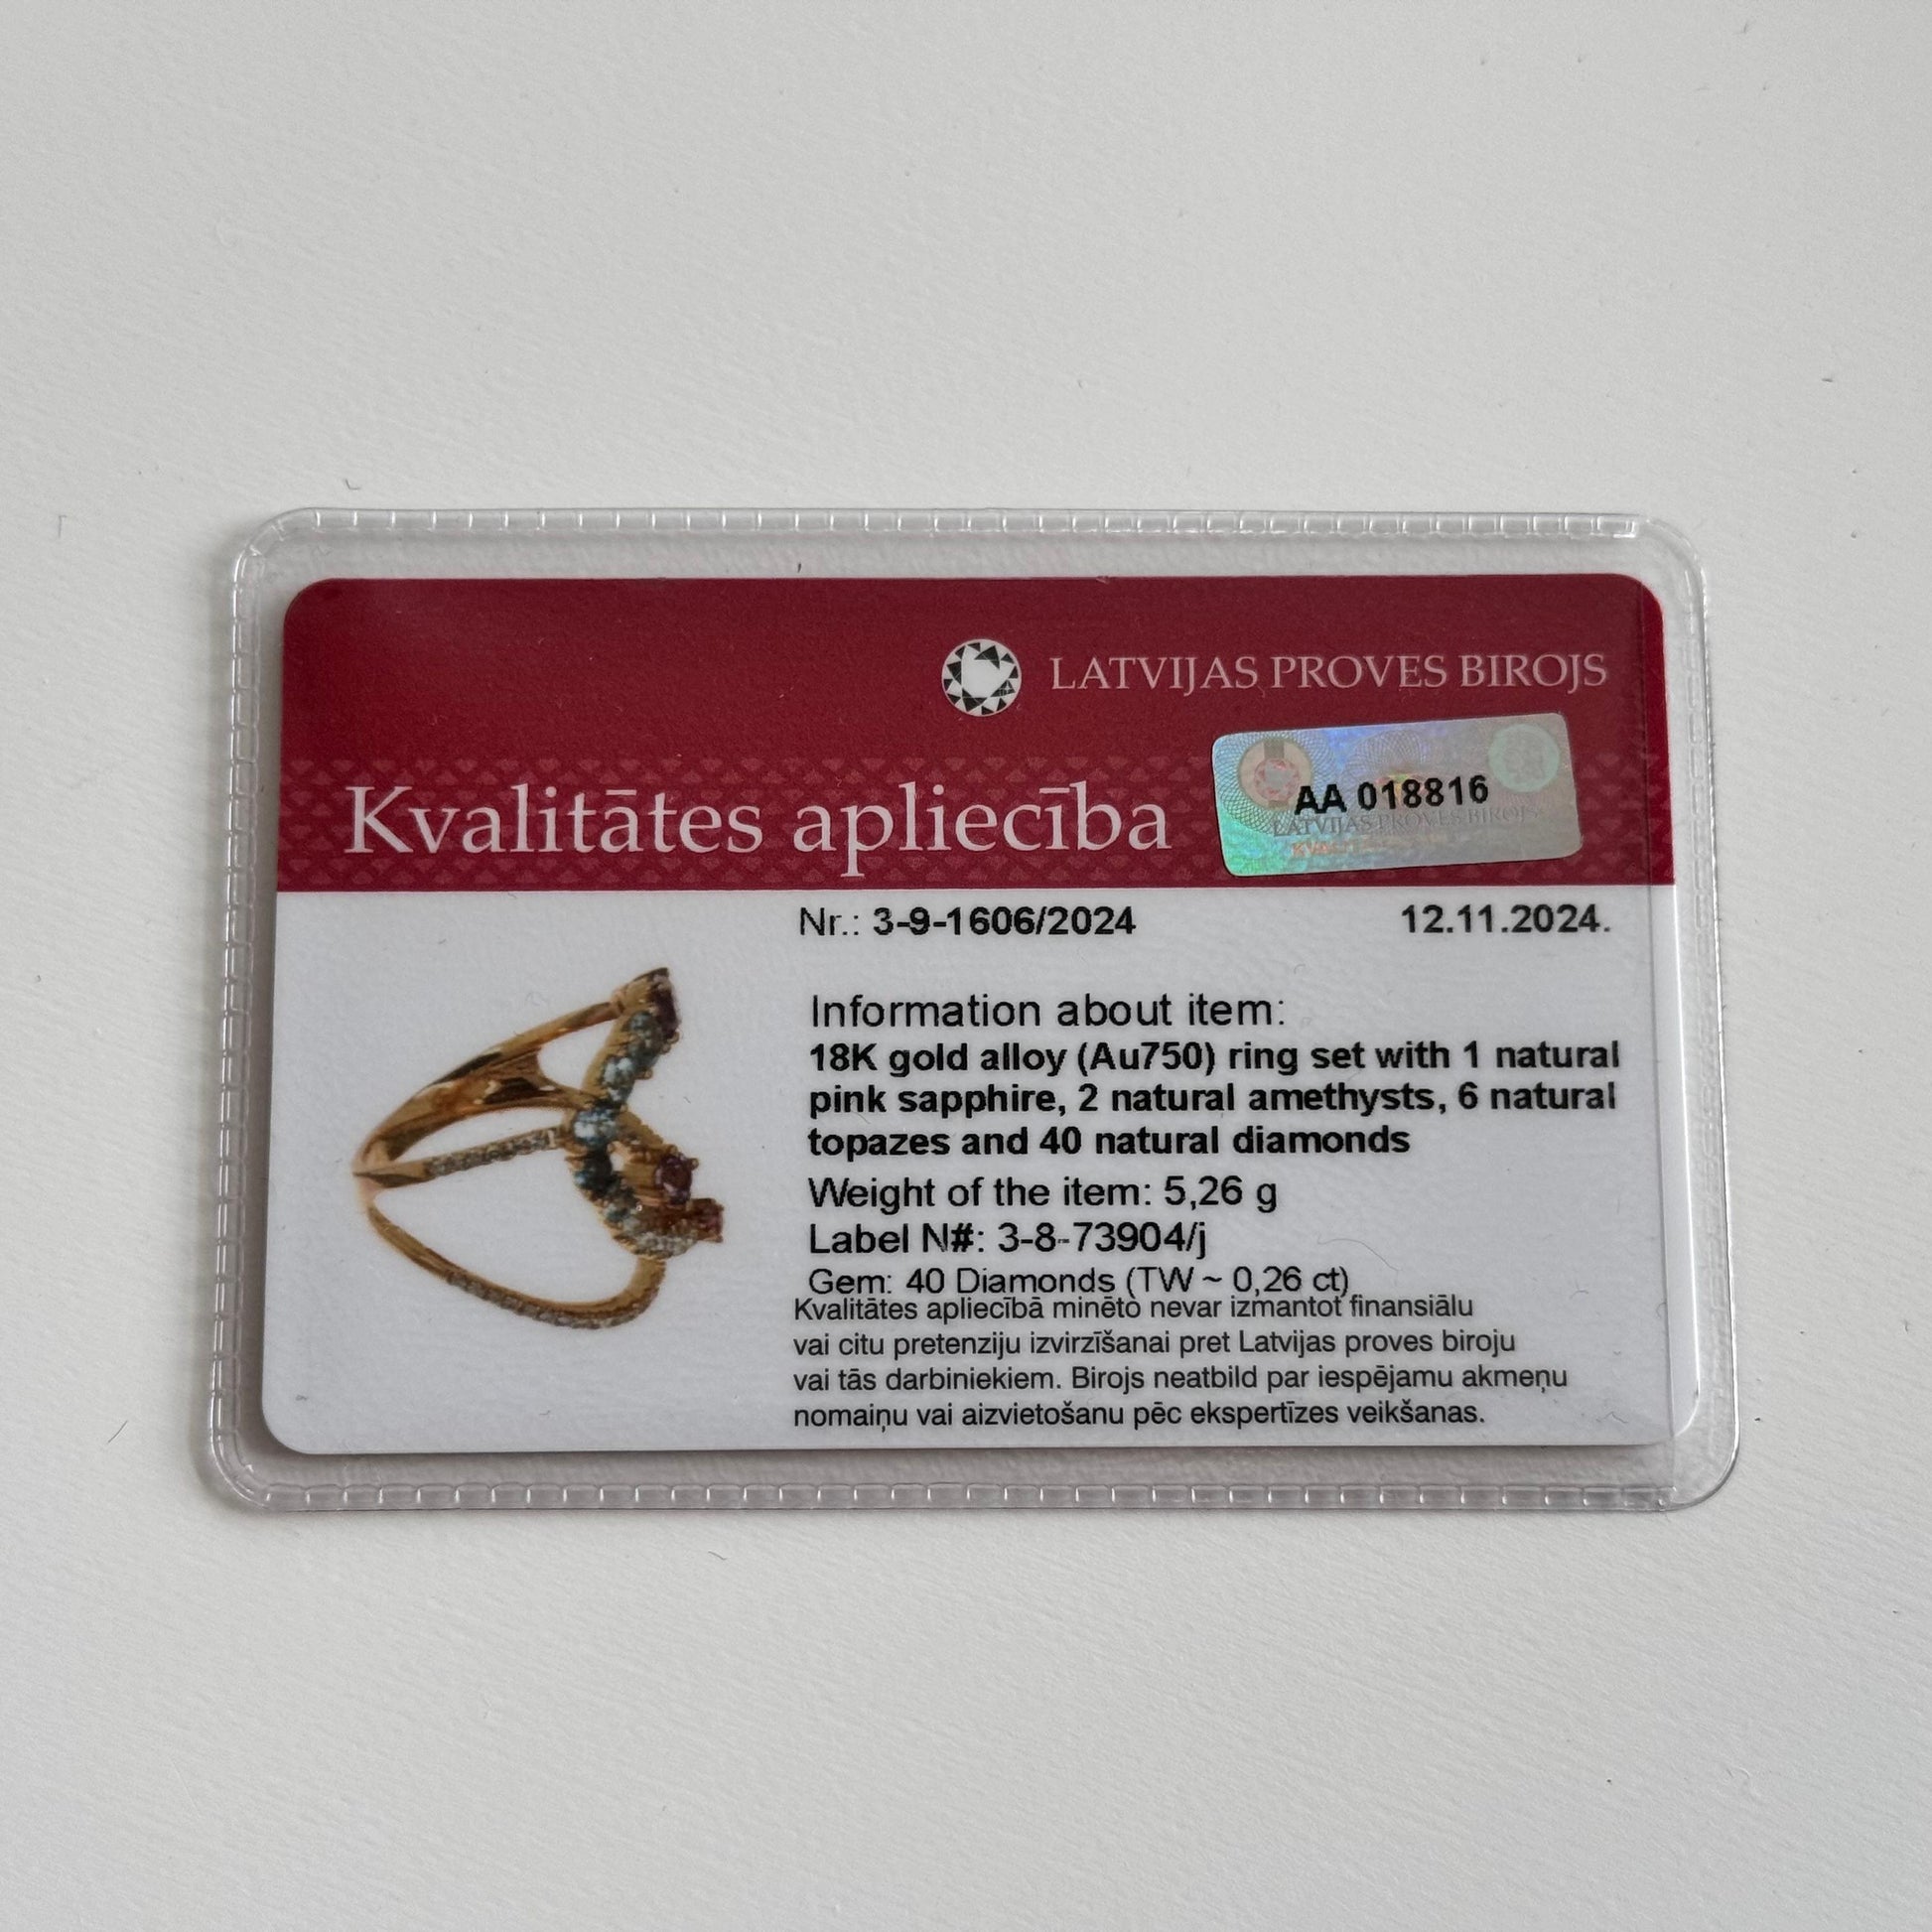 LATVIJAS PROVES BIROJS
Kvalitātes apliecība
AA 018816
LATVIJAS PROVES BIROJS
Nr.: 3-9-1606/2024
12.11.2024.
Information about item:
18K gold alloy (Au750) ring set with 1 natural
pink sapphire, 2 natural amethysts, 6 natural
topazes and 40 natural diamonds
Weight of the item: 5,26 g
Label N#: 3-8-73904/j
Gem: 40 Diamonds (TW ~ 0,26 ct)
Kvalitātes apliecībā minēto nevar izmantot finansiālu
vai citu pretenziju izvirzīšanai pret Latvijas proves biroju
vai tās darbiniekiem. Birojs neatbild par iespējamu akmeņu
nomaiņu vai aizvietošanu pēc ekspertīzes veikšanas.